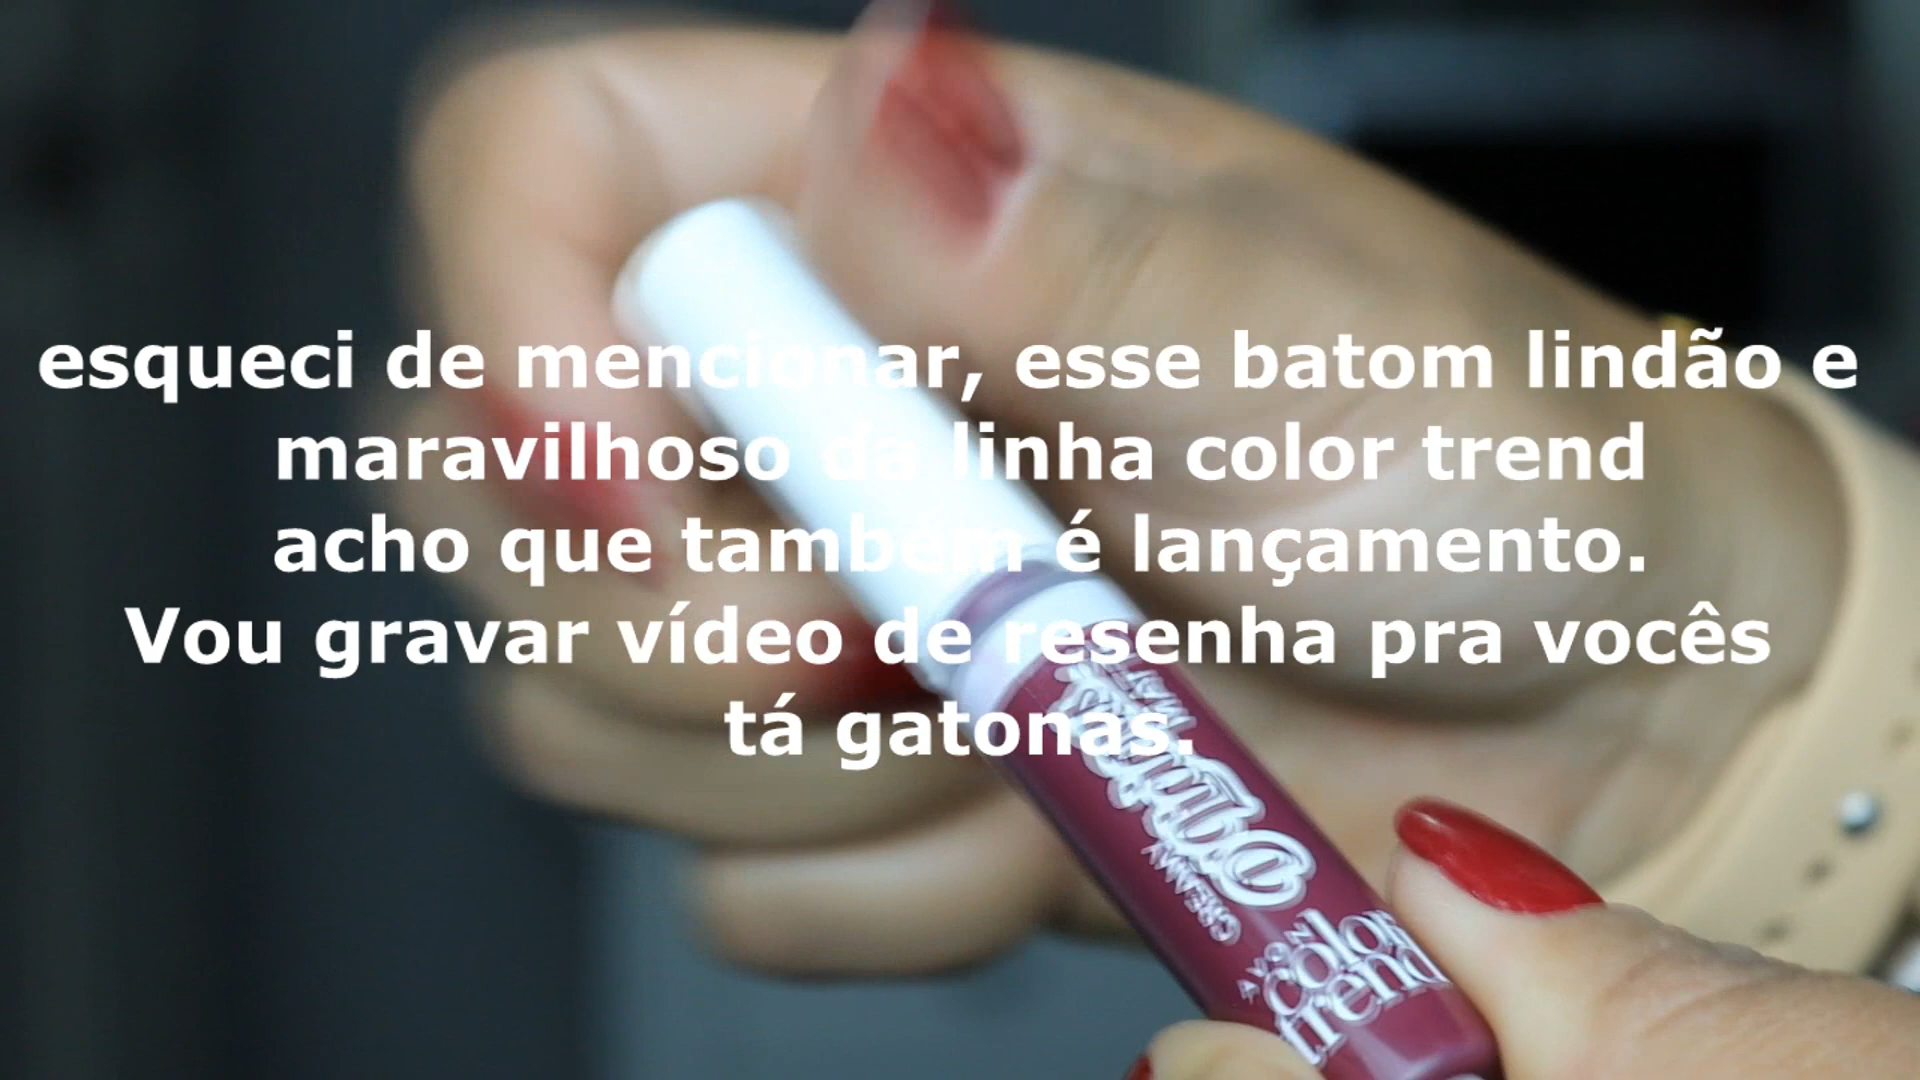 esqueci de mencionar, esse batom lindão e
maravilhoso da linha color trend
acho que também é lançamento.
Vou gravar vídeo de resenha pra vocês
tá gatonas.
CREAMY
AVON
color
trend